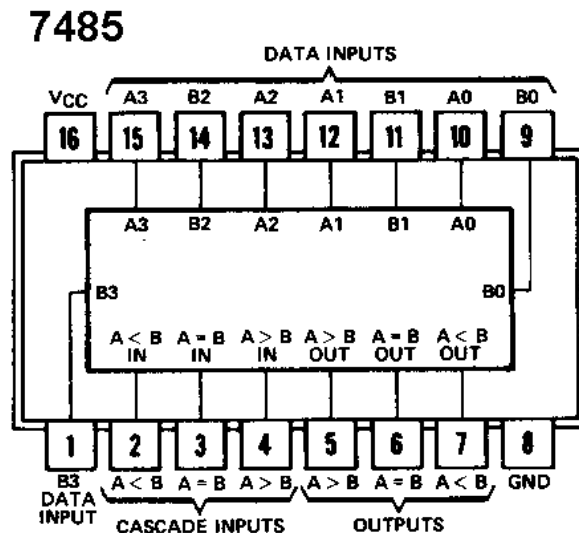 7485
DATA INPUTS
VCC A3 B2 A2 A1 B1 A0 B0
16 15 14 13 12 11 10 9
A3 B2 A2 A1 B1 A0
B3 B0
A < B A = B A > B A > B A = B A < B
IN IN IN OUT OUT OUT
1 2 3 4 5 6 7 8
B3 A < B A = B A > B A > B A = B A < B GND
DATA
INPUT CASCADE INPUTS OUTPUTS